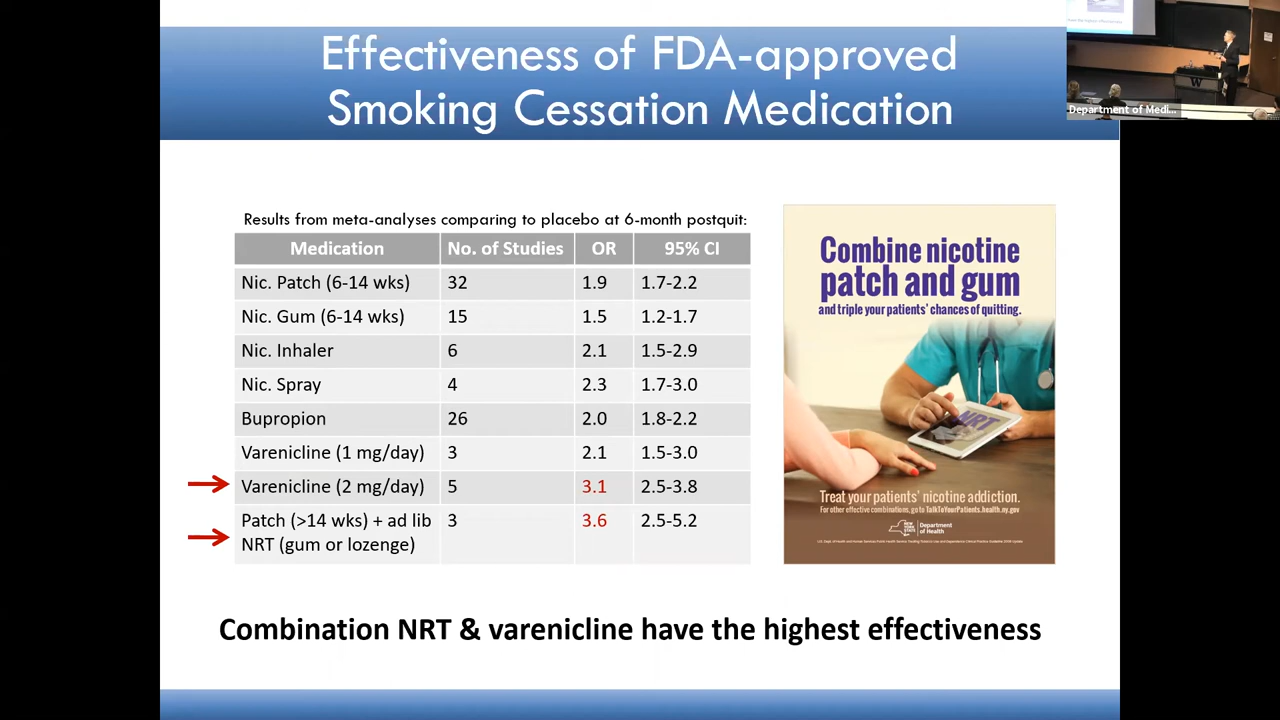 Effectiveness of FDA-approved
Smoking Cessation Medication
Department of Medi...
W
Results from meta-analyses comparing to placebo at 6-month postquit:
Medication No. of Studies OR 95% CI
Nic. Patch (6-14 wks) 32 1.9 1.7-2.2
Nic. Gum (6-14 wks) 15 1.5 1.2-1.7
Nic. Inhaler 6 2.1 1.5-2.9
Nic. Spray 4 2.3 1.7-3.0
Bupropion 26 2.0 1.8-2.2
Varenicline (1 mg/day) 3 2.1 1.5-3.0
Varenicline (2 mg/day) 5 3.1 2.5-3.8
Patch (>14 wks) + ad lib 3 3.6 2.5-5.2
NRT (gum or lozenge)
Combine nicotine
patch and gum
and triple your patients' chances of quitting.
NRT
Treat your patients' nicotine addiction.
For other effective combinations, go to TalkToYourPatients.health.ny.gov
NEW YORK STATE
Department
of Health
Combination NRT & varenicline have the highest effectiveness